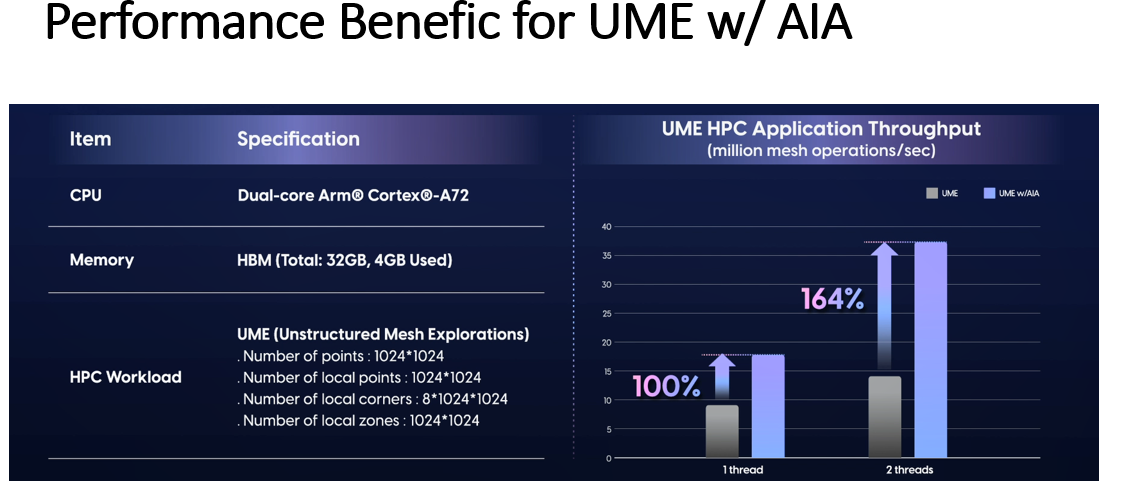 Performance Benefic for UME w/ AIA
Item Specification
CPU Dual-core Arm® Cortex®-A72
Memory HBM (Total: 32GB, 4GB Used)
HPC Workload
UME (Unstructured Mesh Explorations)
. Number of points : 1024*1024
. Number of local points : 1024*1024
. Number of local corners : 8*1024*1024
. Number of local zones : 1024*1024
UME HPC Application Throughput
(million mesh operations/sec)
UME UME w/AIA
40
35
30
25
20
15
10
5
0
100%
164%
1 thread 2 threads